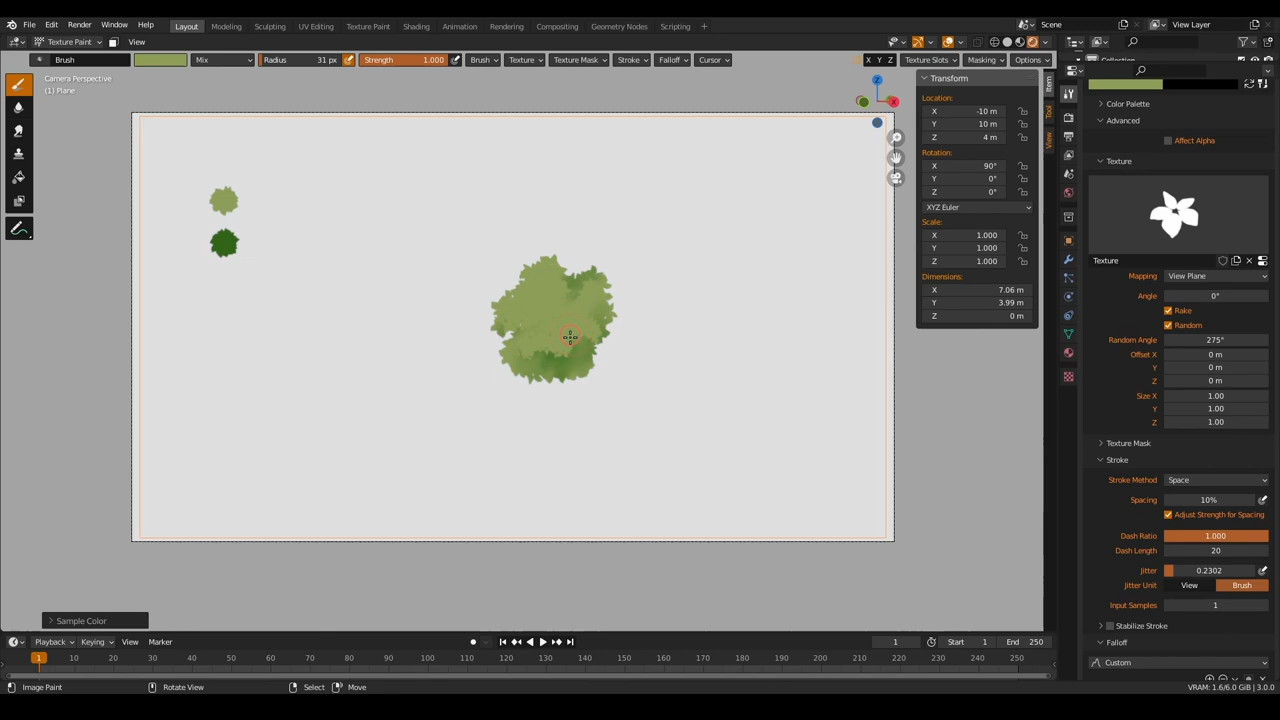 File Edit Render Window Help Layout Modeling Sculpting UV Editing Texture Paint Shading Animation Rendering Compositing Geometry Nodes Scripting + Scene View Layer
Texture Paint View
Brush Mix Radius 31 px Strength 1.000 Brush Texture Texture Mask Stroke Falloff Cursor X Y Z Texture Slots Masking Options
Camera Perspective
(1) Plane
Z
X
Transform
Location:
X -10 m
Y 10 m
Z 4 m
Rotation:
X 90°
Y 0°
Z 0°
XYZ Euler
Scale:
X 1.000
Y 1.000
Z 1.000
Dimensions:
X 7.06 m
Y 3.99 m
Z 0 m
Item
Tool
View
Color Palette
Advanced
Affect Alpha
Texture
Texture
Mapping View Plane
Angle 0°
Rake
Random
Random Angle 275°
Offset X 0 m
Y 0 m
Z 0 m
Size X 1.00
Y 1.00
Z 1.00
Texture Mask
Stroke
Stroke Method Space
Spacing 10%
Adjust Strength for Spacing
Dash Ratio 1.000
Dash Length 20
Jitter 0.2302
Jitter Unit View Brush
Input Samples 1
Stabilize Stroke
Falloff
Custom
Sample Color
Playback Keying View Marker 1 Start 1 End 250
1 10 20 30 40 50 60 70 80 90 100 110 120 130 140 150 160 170 180 190 200 210 220 230 240 250
Image Paint Rotate View Select Move VRAM: 1.6/6.0 GiB | 3.0.0